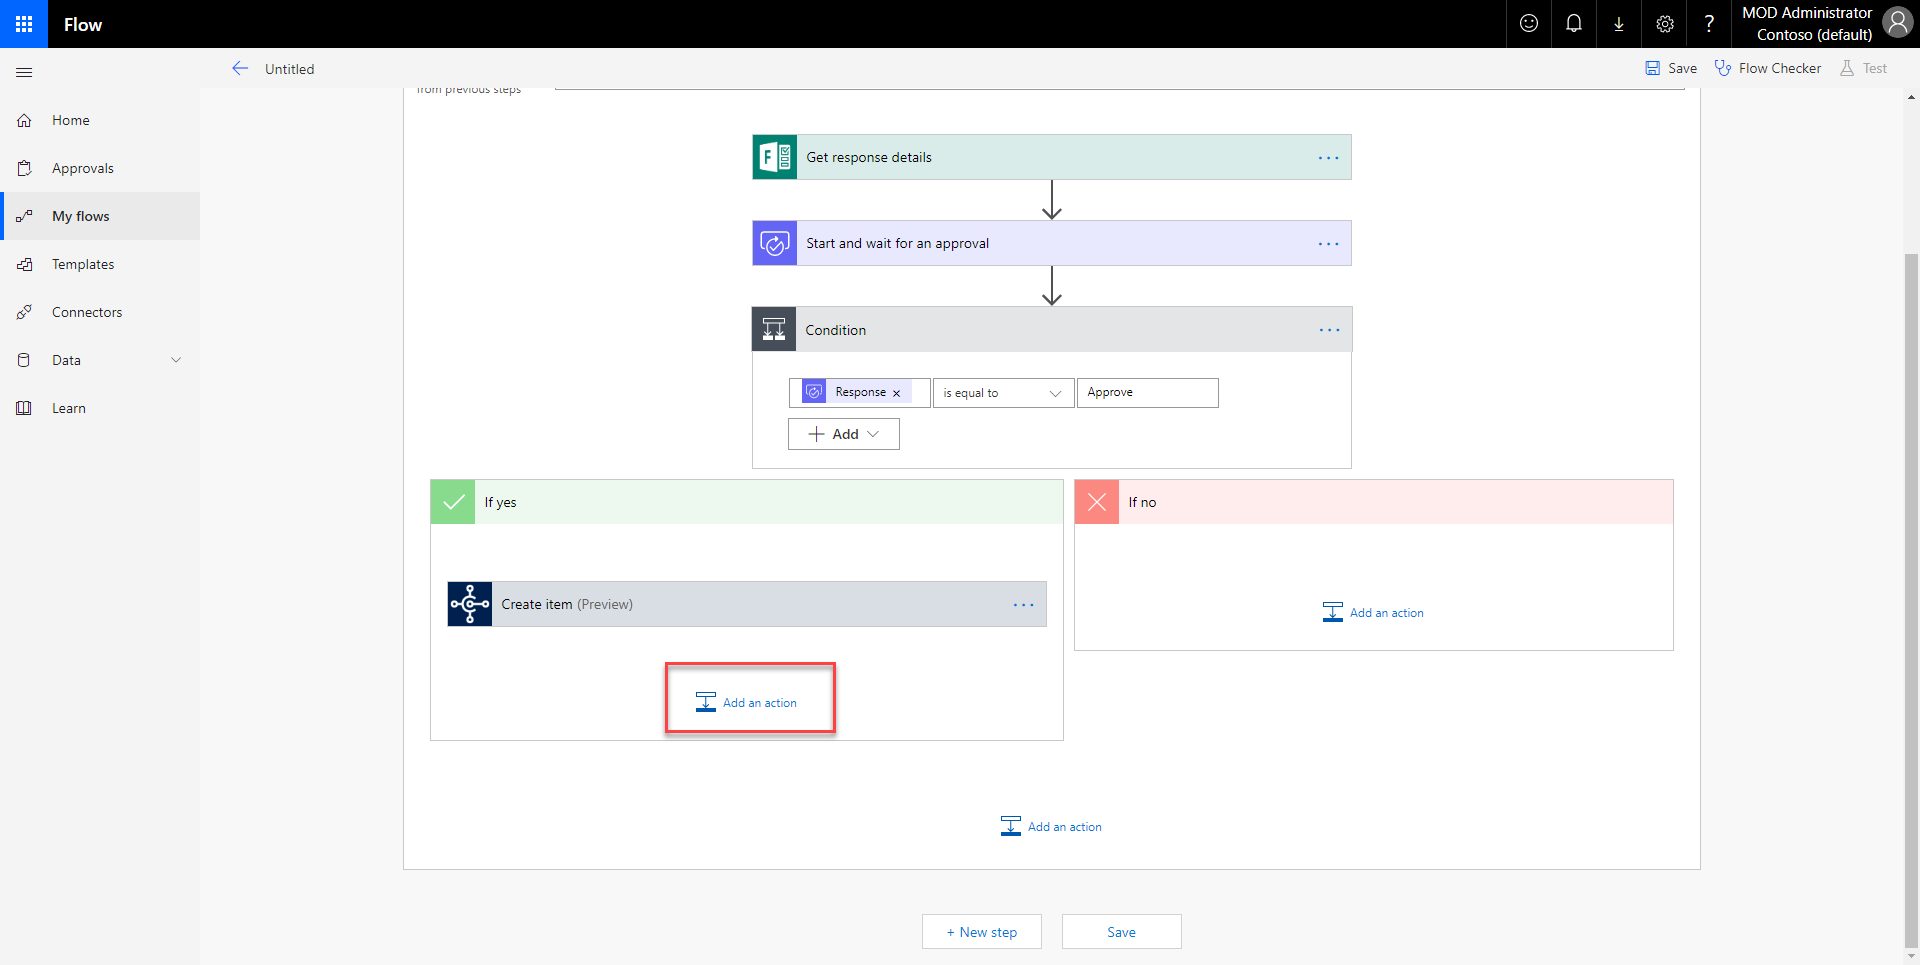 Flow
?
MOD Administrator
Contoso (default)
Untitled
Save
Flow Checker
Test
Home
Approvals
My flows
Templates
Connectors
Data
Learn
from previous steps
Get response details
Start and wait for an approval
Condition
Response ×
is equal to
Approve
+ Add
If yes
If no
Create item (Preview)
Add an action
Add an action
Add an action
+ New step
Save